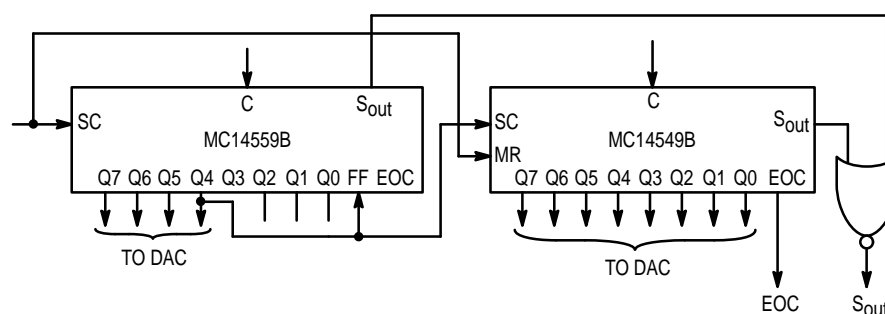 C
Sout
SC
MC14559B
Q7 Q6 Q5 Q4 Q3 Q2 Q1 Q0 FF EOC
TO DAC
C
Sout
SC
MC14549B
MR
Q7 Q6 Q5 Q4 Q3 Q2 Q1 Q0 EOC
TO DAC
EOC
Sout